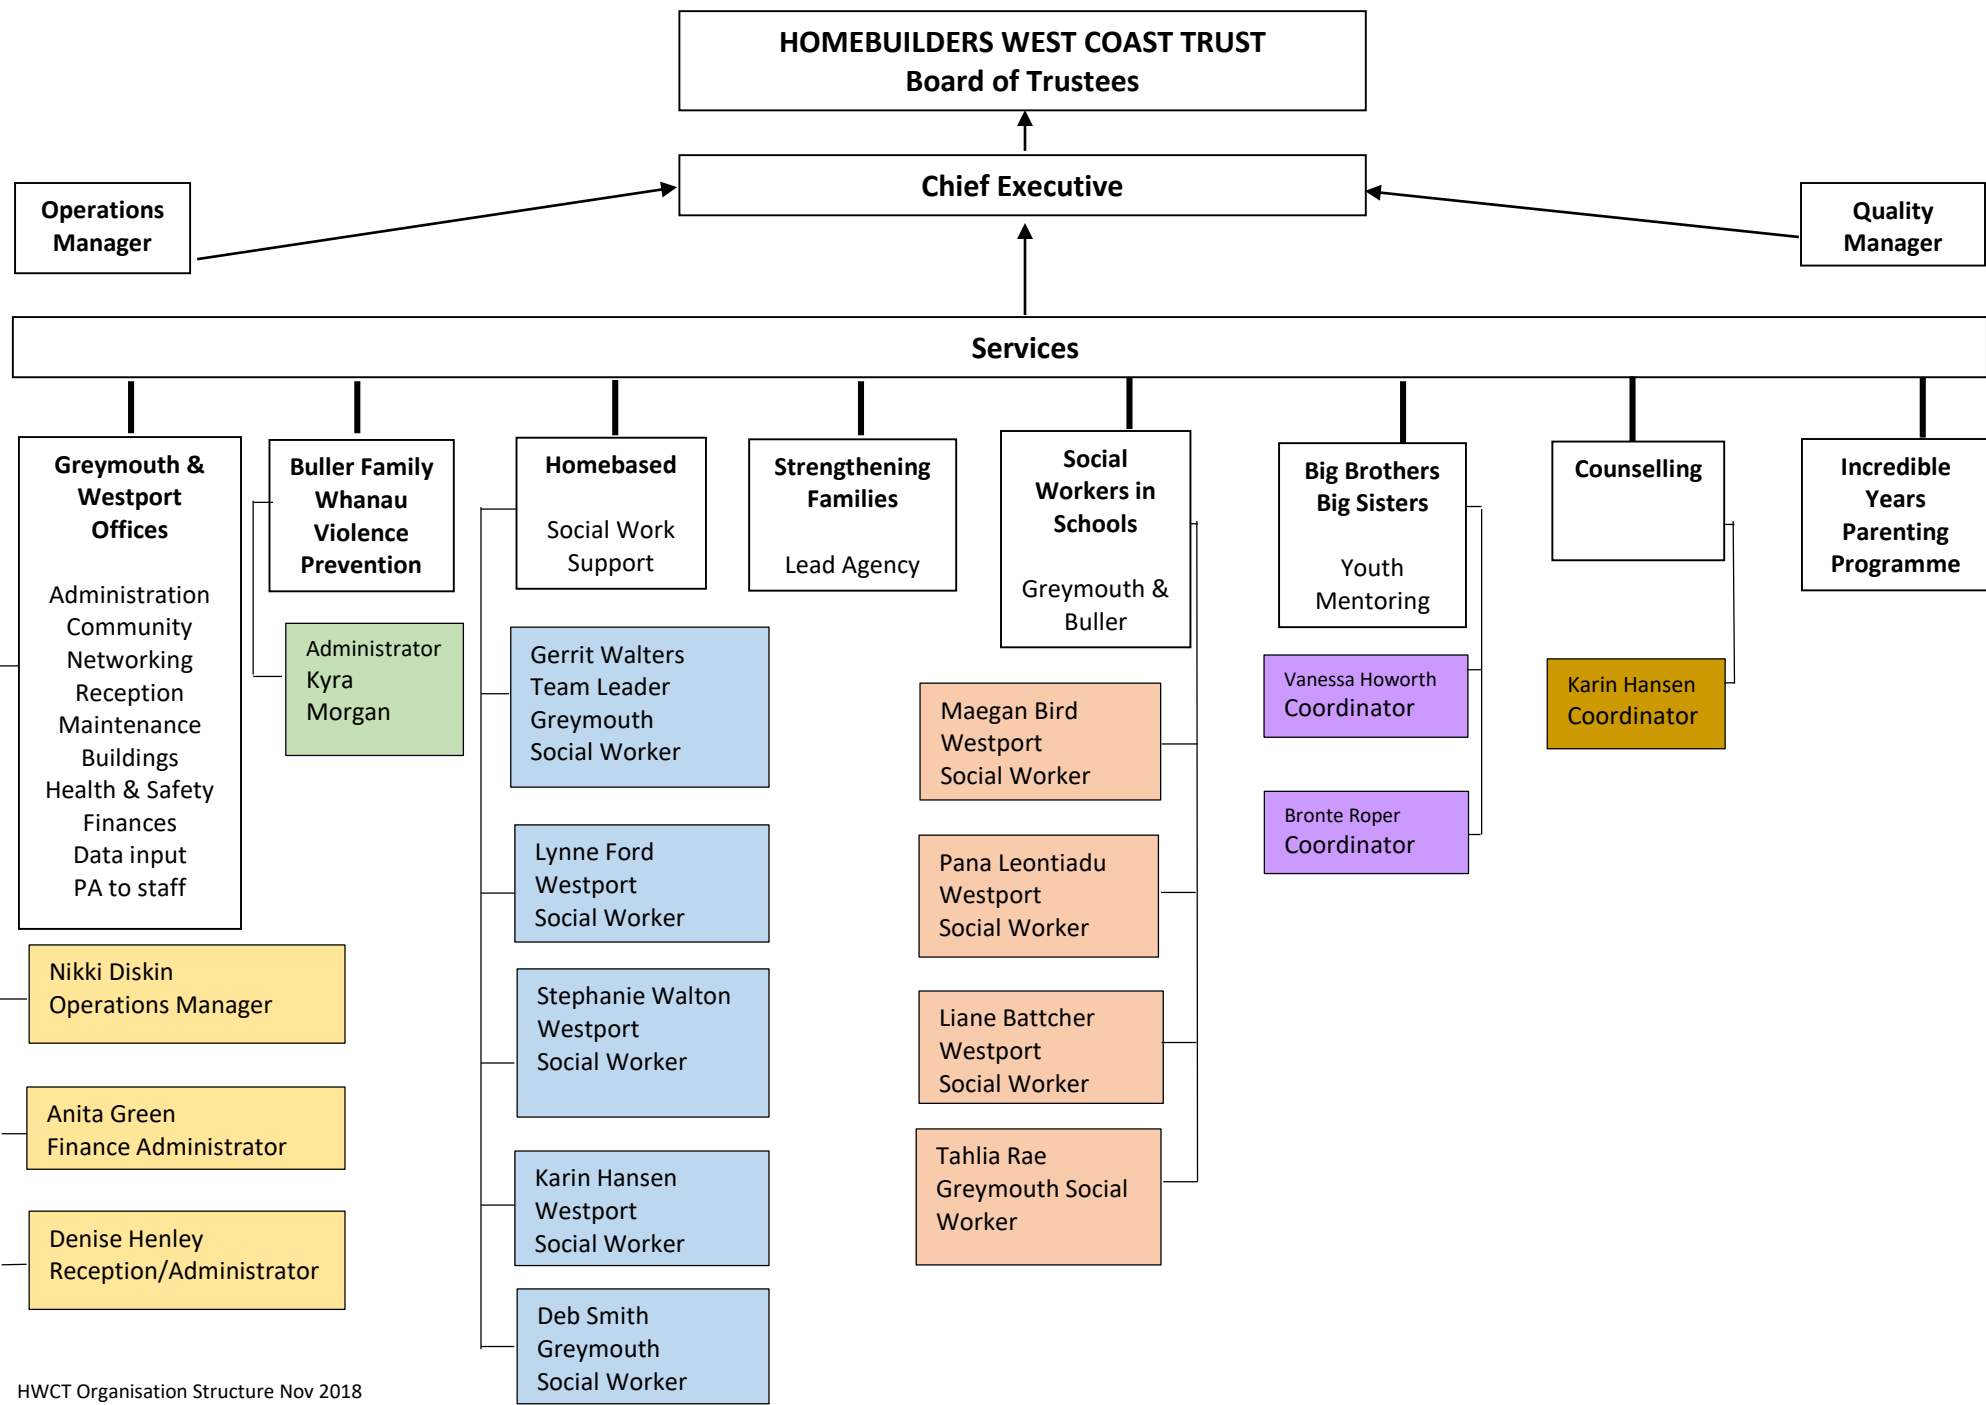 HOMEBUILDERS WEST COAST TRUST
Board of Trustees
Chief Executive
Operations
Manager
Quality
Manager
Services
Greymouth &
Westport
Offices
Administration
Community
Networking
Reception
Maintenance
Buildings
Health & Safety
Finances
Data input
PA to staff
Nikki Diskin
Operations Manager
Anita Green
Finance Administrator
Denise Henley
Reception/Administrator
Buller Family
Whanau
Violence
Prevention
Administrator
Kyra
Morgan
Homebased
Social Work
Support
Gerrit Walters
Team Leader
Greymouth
Social Worker
Lynne Ford
Westport
Social Worker
Stephanie Walton
Westport
Social Worker
Karin Hansen
Westport
Social Worker
Deb Smith
Greymouth
Social Worker
Strengthening
Families
Lead Agency
Social
Workers in
Schools
Greymouth &
Buller
Maegan Bird
Westport
Social Worker
Pana Leontiadu
Westport
Social Worker
Liane Battcher
Westport
Social Worker
Tahlia Rae
Greymouth Social
Worker
Big Brothers
Big Sisters
Youth
Mentoring
Vanessa Howorth
Coordinator
Bronte Roper
Coordinator
Counselling
Karin Hansen
Coordinator
Incredible
Years
Parenting
Programme
HWCT Organisation Structure Nov 2018